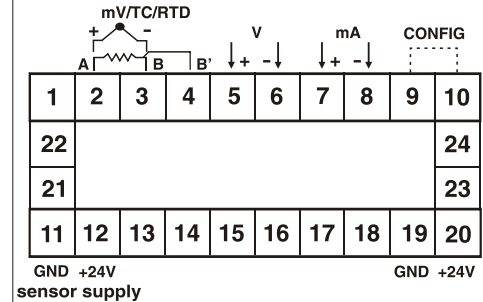 mV/TC/RTD
+ − V mA CONFIG
A B B' + − + −
1 2 3 4 5 6 7 8 9 10
22 24
21 23
11 12 13 14 15 16 17 18 19 20
GND +24V GND +24V
sensor supply